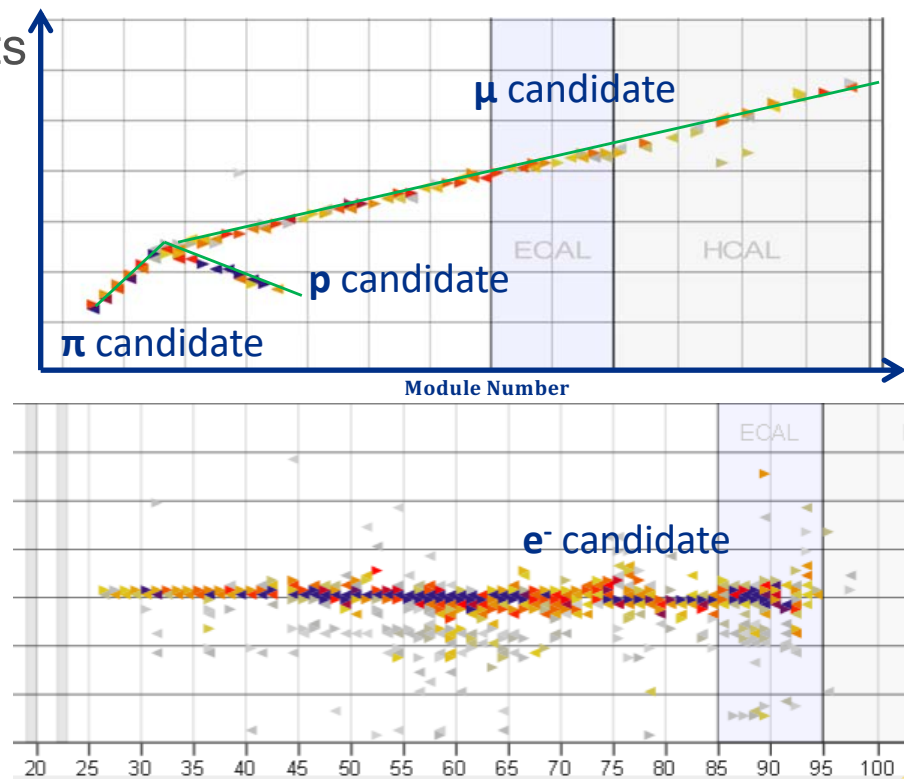 ts
μ candidate
ECAL
HCAL
p candidate
π candidate
Module Number
ECAL
e- candidate
20 25 30 35 40 45 50 55 60 65 70 75 80 85 90 95 100